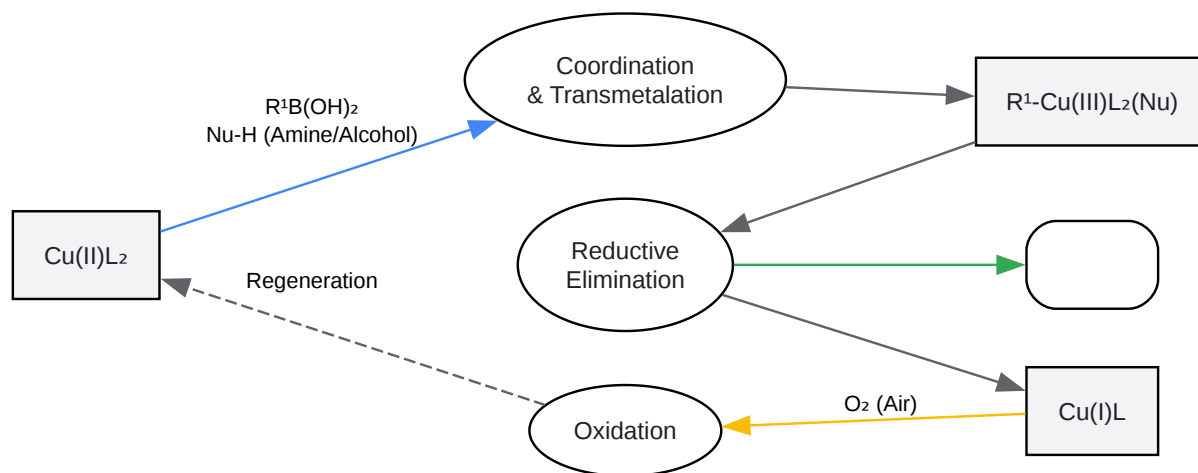 Coordination
& Transmetalation
R¹-Cu(III)L₂(Nu)
R¹B(OH)₂
Nu-H (Amine/Alcohol)
Cu(II)L₂
Regeneration
Reductive
Elimination
O₂ (Air)
Cu(I)L
Oxidation